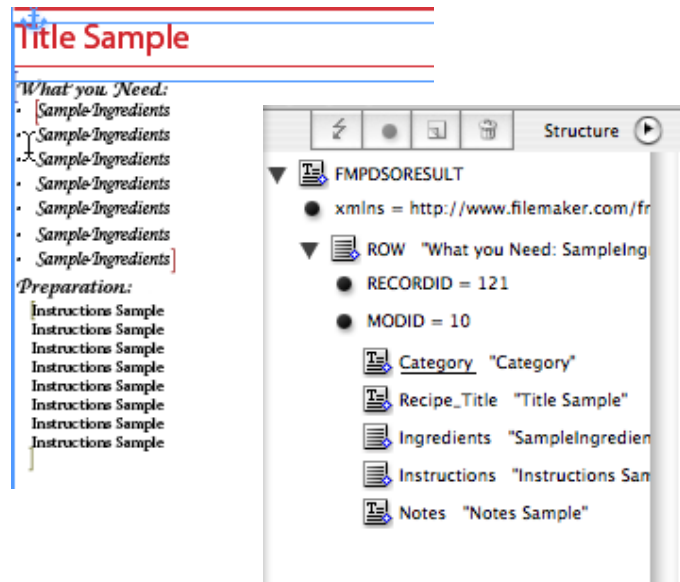 Title Sample
What you Need:
• Sample Ingredients
• Sample Ingredients
• Sample Ingredients
• Sample Ingredients
• Sample Ingredients
• Sample Ingredients
• Sample Ingredients
Preparation:
Instructions Sample
Instructions Sample
Instructions Sample
Instructions Sample
Instructions Sample
Instructions Sample
Instructions Sample
Instructions Sample
Structure
FMPDSORESULT
xmlns = http://www.filemaker.com/fr
ROW "What you Need: SampleIng
RECORDID = 121
MODID = 10
Category "Category"
Recipe_Title "Title Sample"
Ingredients "SampleIngredien
Instructions "Instructions San
Notes "Notes Sample"